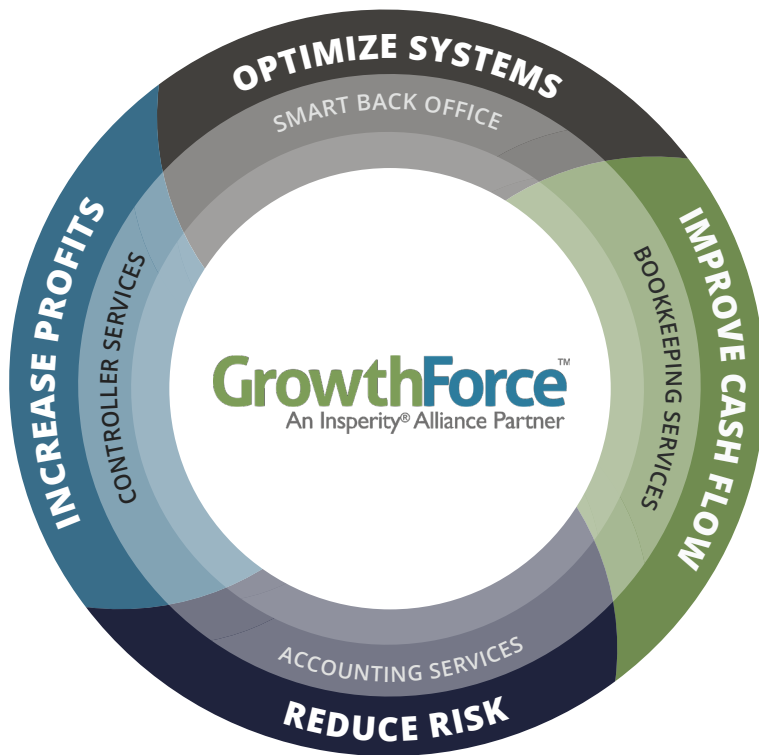 OPTIMIZE SYSTEMS
SMART BACK OFFICE
IMPROVE CASH FLOW
BOOKKEEPING SERVICES
REDUCE RISK
ACCOUNTING SERVICES
INCREASE PROFITS
CONTROLLER SERVICES
GrowthForce™
An Insperity® Alliance Partner